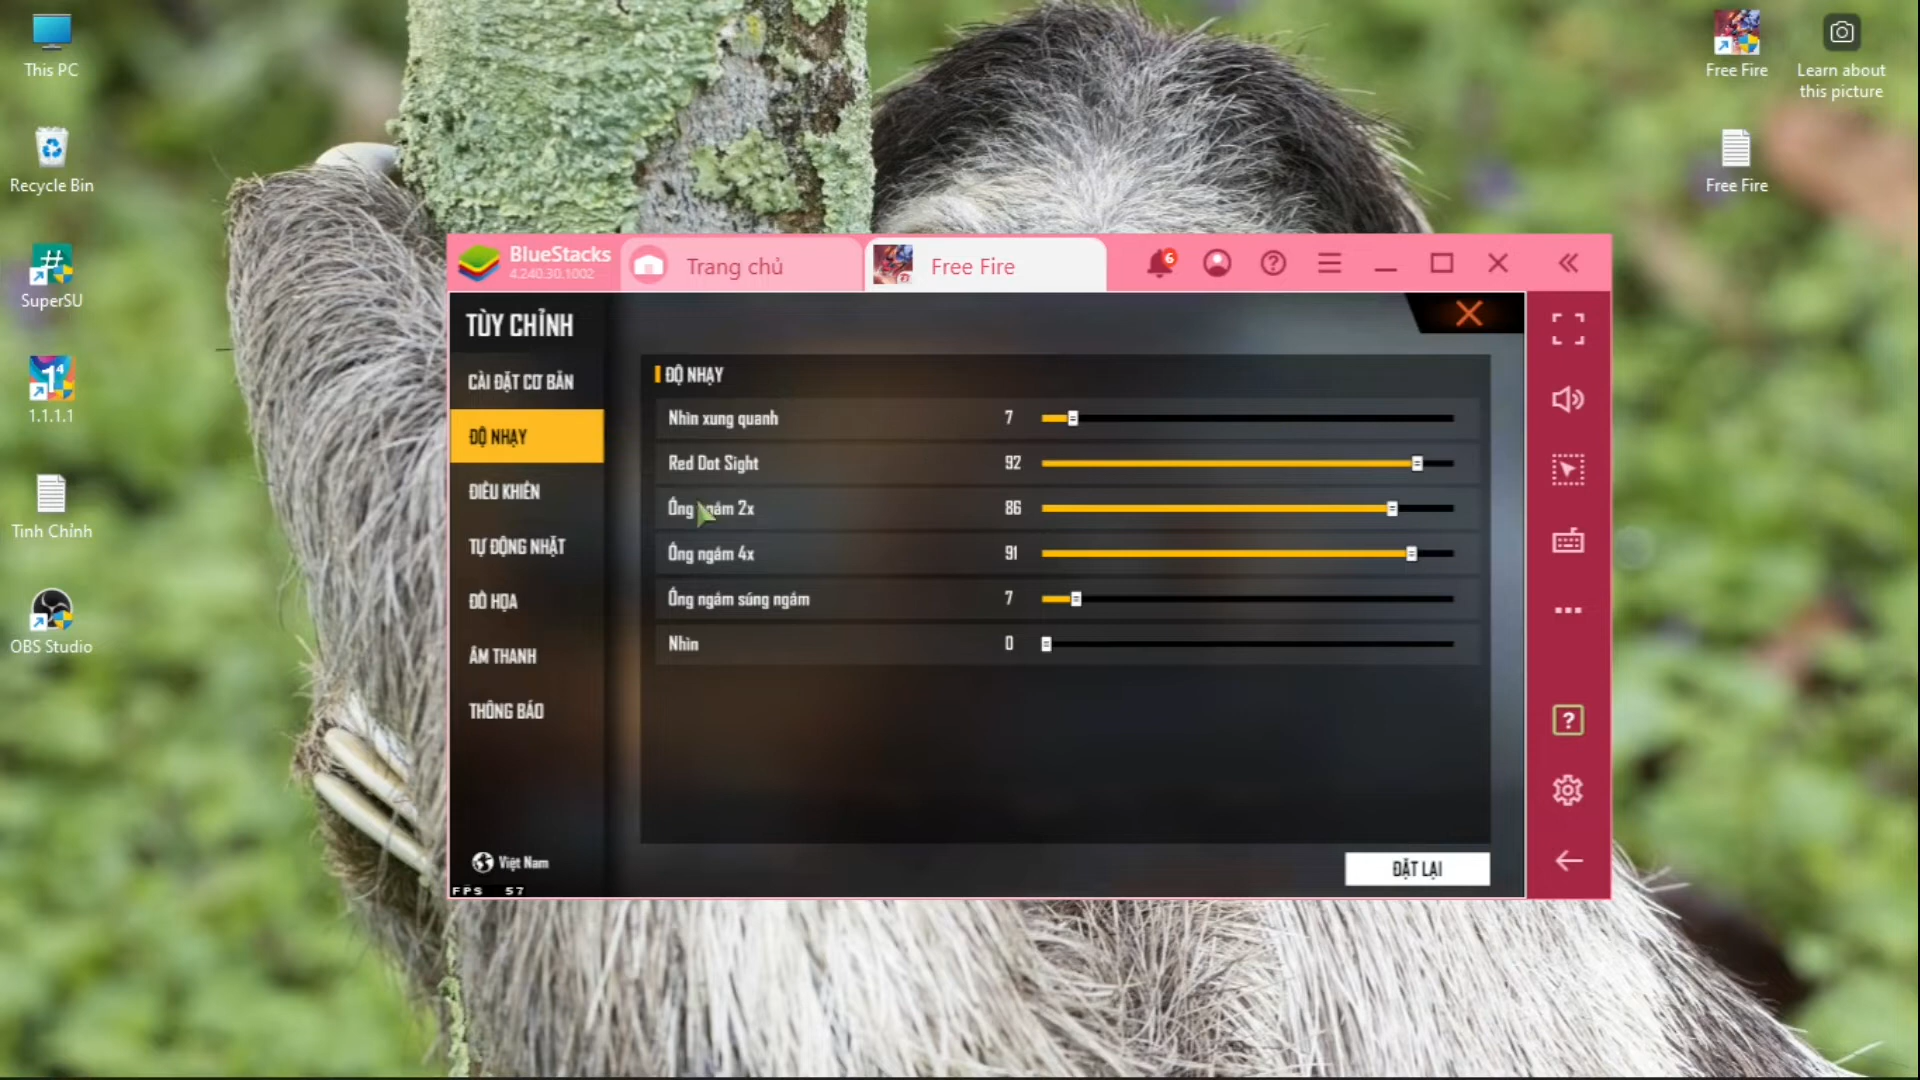 This PC
Recycle Bin
SuperSU
1.1.1.1
Tinh Chỉnh
OBS Studio
Free Fire
Learn about
this picture
Free Fire
BlueStacks
4.240.30.1002
Trang chủ
Free Fire
6
TÙY CHỈNH
CÀI ĐẶT CƠ BẢN
ĐỘ NHẠY
ĐIỀU KHIỂN
TỰ ĐỘNG NHẶT
ĐỒ HỌA
ÂM THANH
THÔNG BÁO
Việt Nam
FPS 57
ĐỘ NHẠY
Nhìn xung quanh 7
Red Dot Sight 92
Ống ngắm 2x 86
Ống ngắm 4x 91
Ống ngắm súng ngắm 7
Nhìn 0
ĐẶT LẠI